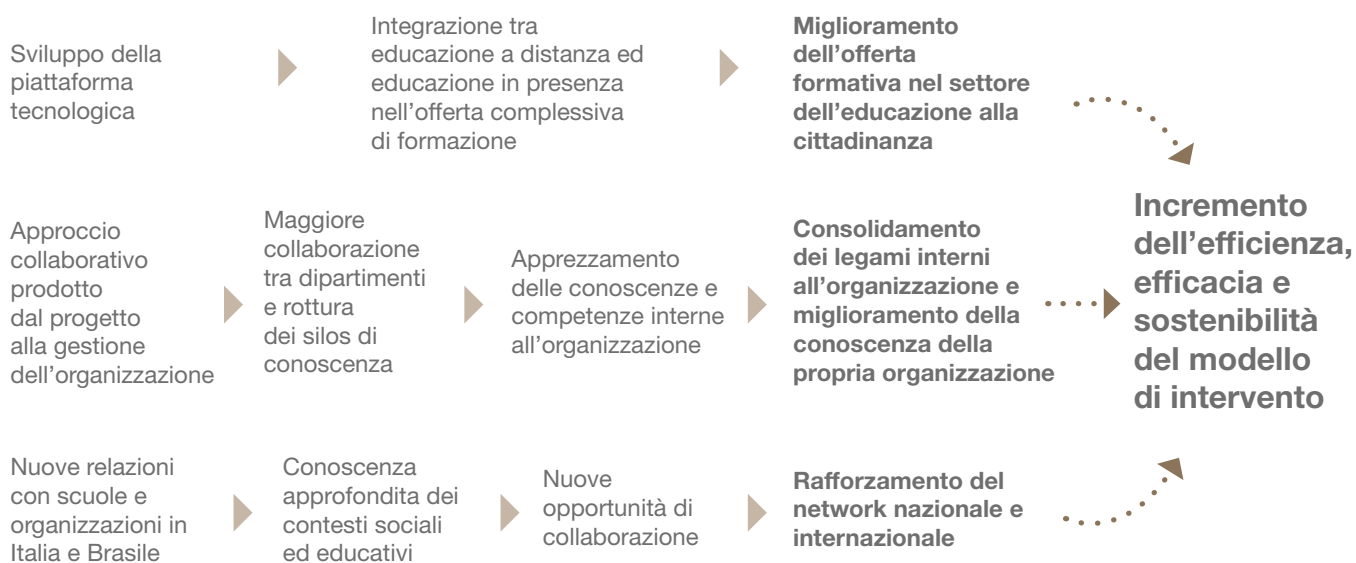 Sviluppo della
piattaforma
tecnologica
Integrazione tra
educazione a distanza ed
educazione in presenza
nell’offerta complessiva
di formazione
Miglioramento
dell’offerta
formativa nel settore
dell’educazione alla
cittadinanza
Approccio
collaborativo
prodotto
dal progetto
alla gestione
dell’organizzazione
Maggiore
collaborazione
tra dipartimenti
e rottura
dei silos di
conoscenza
Apprezzamento
delle conoscenze e
competenze interne
all’organizzazione
Consolidamento
dei legami interni
all’organizzazione e
miglioramento della
conoscenza della
propria organizzazione
Nuove relazioni
con scuole e
organizzazioni in
Italia e Brasile
Conoscenza
approfondita dei
contesti sociali
ed educativi
Nuove
opportunità di
collaborazione
Rafforzamento del
network nazionale e
internazionale
Incremento
dell’efficienza,
efficacia e
sostenibilità
del modello
di intervento